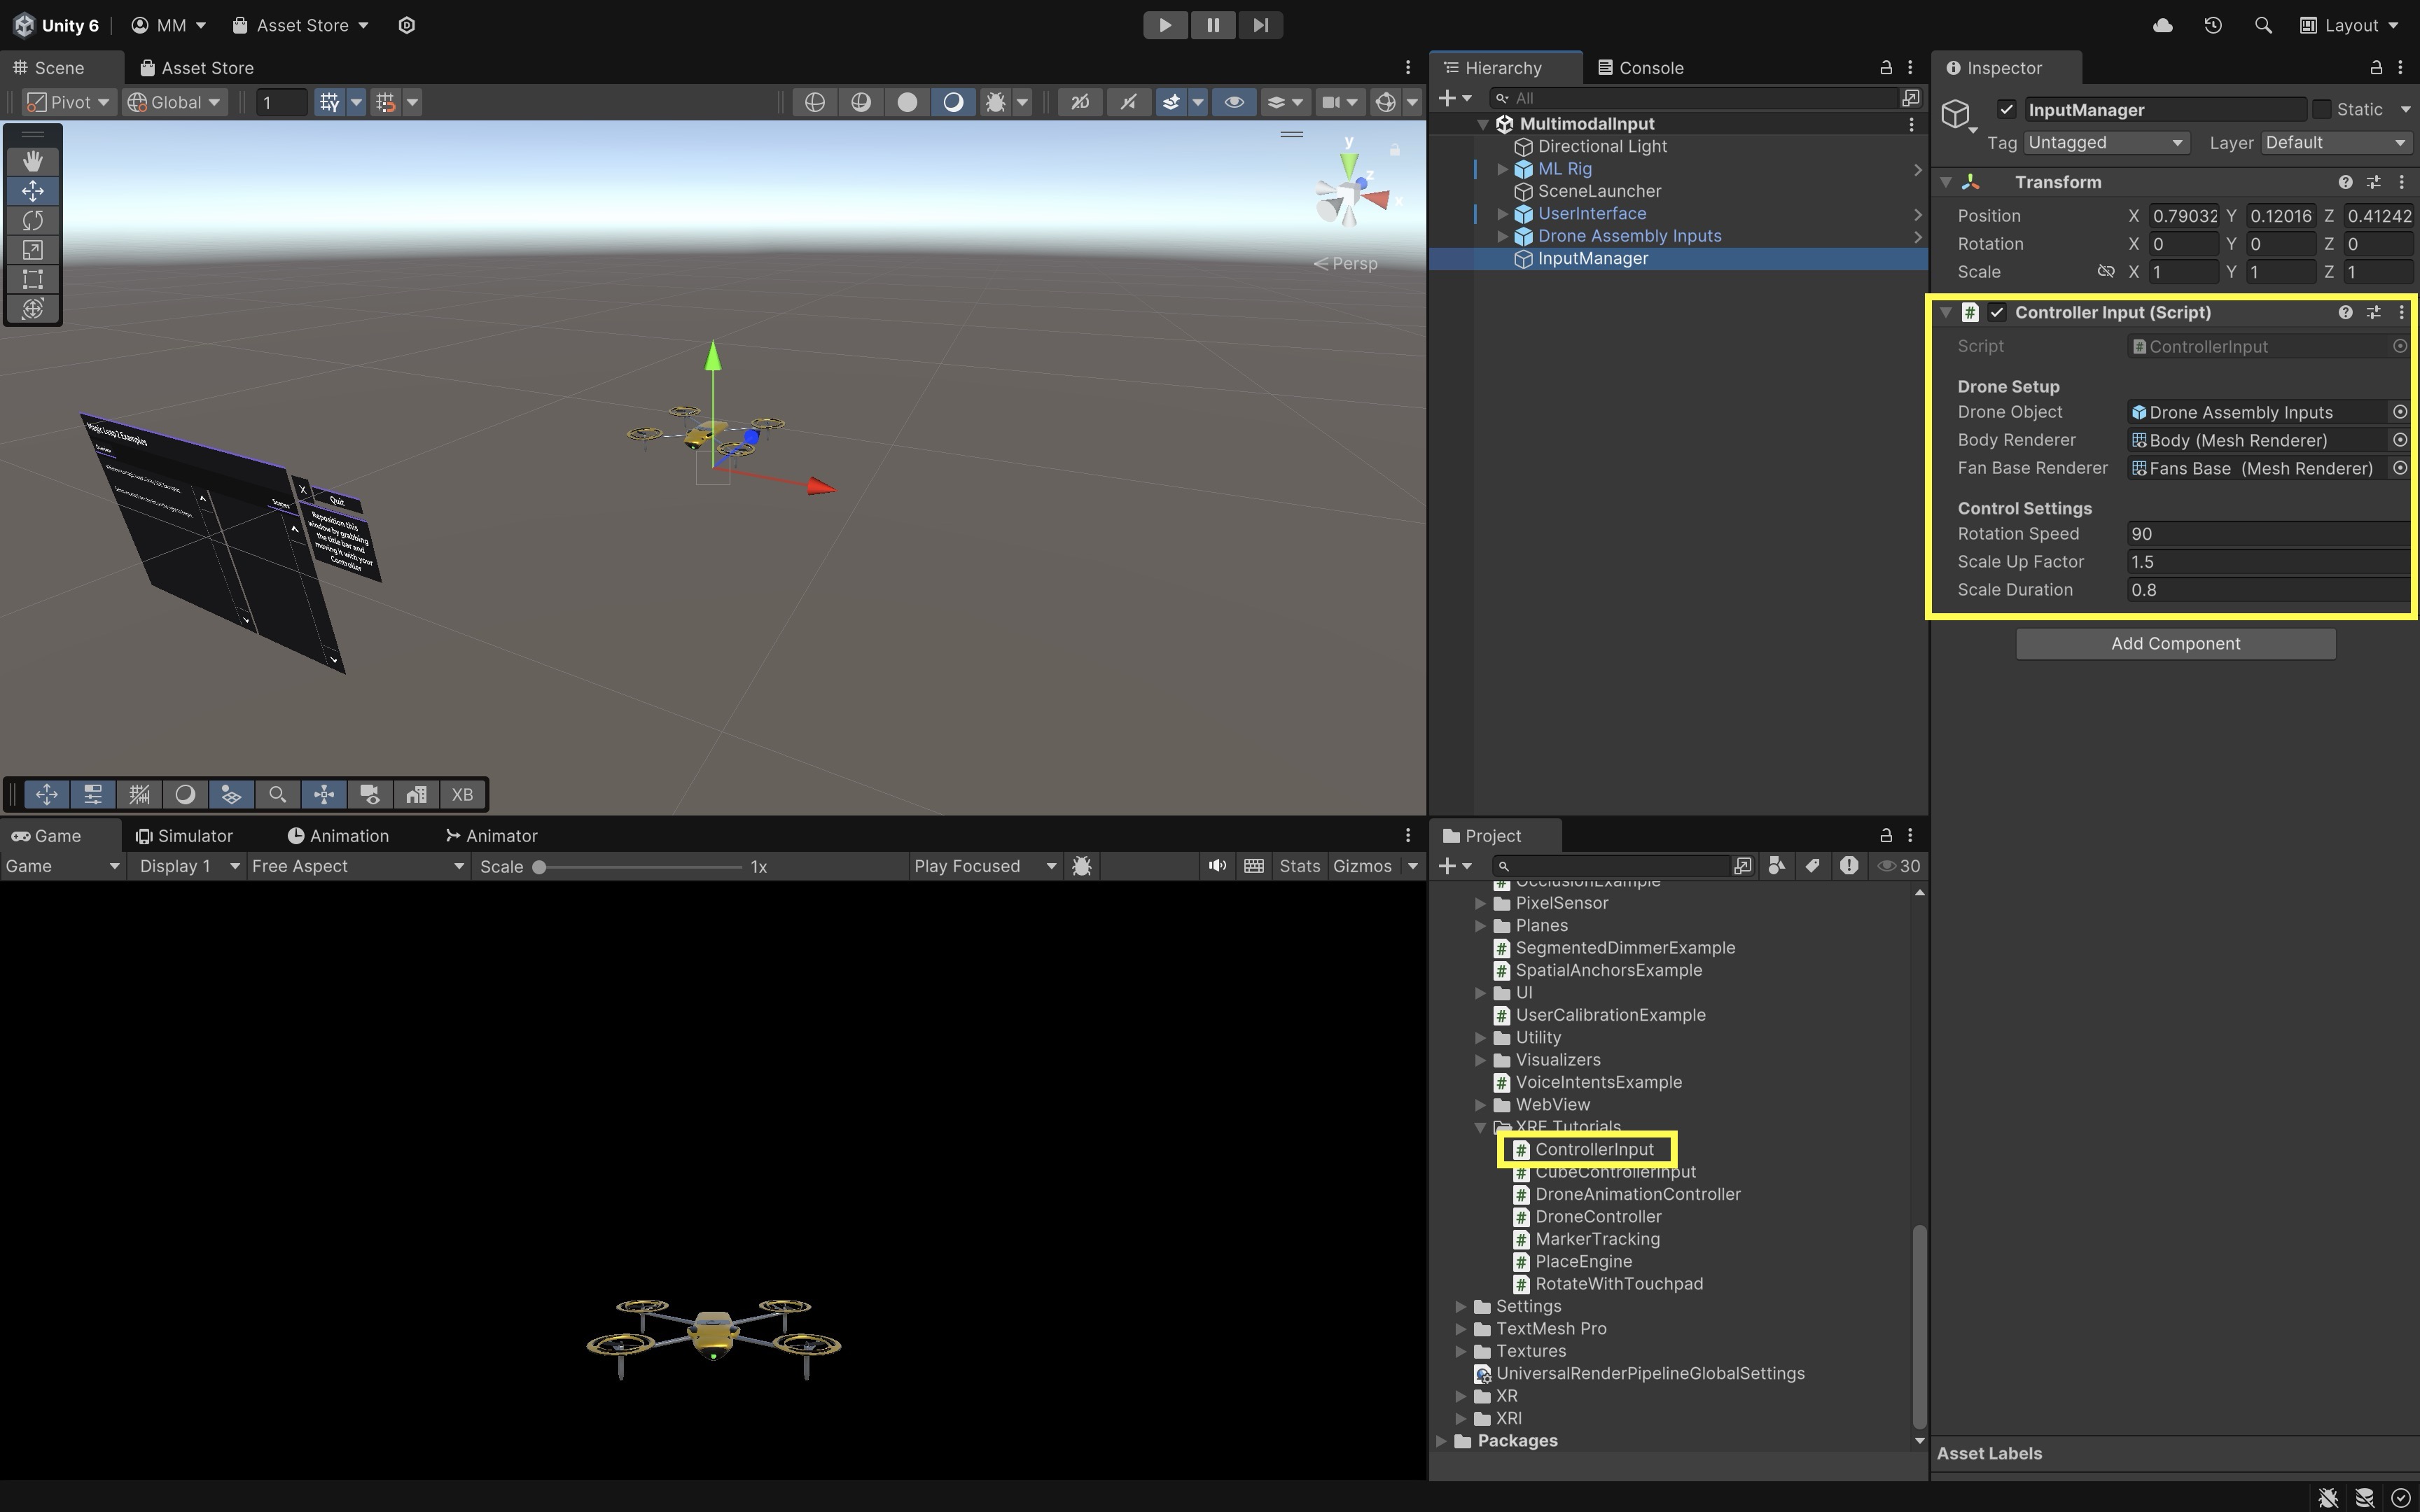 Unity 6
MM
Asset Store
Layout
Scene
Asset Store
Pivot
Global
1
2D
y
z
x
Persp
Magic Leap 2 Examples
Scenes
X
Quit
Reposition this
window by grabbing
the title bar and
moving it with your
Controller
XB
Hierarchy
Console
All
MultimodalInput
Directional Light
ML Rig
SceneLauncher
UserInterface
Drone Assembly Inputs
InputManager
Inspector
InputManager
Static
Tag
Untagged
Layer
Default
Transform
Position X 0.79032 Y 0.12016 Z 0.41242
Rotation X 0 Y 0 Z 0
Scale X 1 Y 1 Z 1
# Controller Input (Script)
Script ControllerInput
Drone Setup
Drone Object Drone Assembly Inputs
Body Renderer Body (Mesh Renderer)
Fan Base Renderer Fans Base (Mesh Renderer)
Control Settings
Rotation Speed 90
Scale Up Factor 1.5
Scale Duration 0.8
Add Component
Game
Simulator
Animation
Animator
Game
Display 1
Free Aspect
Scale
1x
Play Focused
Stats
Gizmos
Project
30
OcclusionExample
PixelSensor
Planes
SegmentedDimmerExample
SpatialAnchorsExample
UI
UserCalibrationExample
Utility
Visualizers
VoiceIntentsExample
WebView
XRE Tutorials
ControllerInput
CubeControllerInput
DroneAnimationController
DroneController
MarkerTracking
PlaceEngine
RotateWithTouchpad
Settings
TextMesh Pro
Textures
UniversalRenderPipelineGlobalSettings
XR
XRI
Packages
Asset Labels